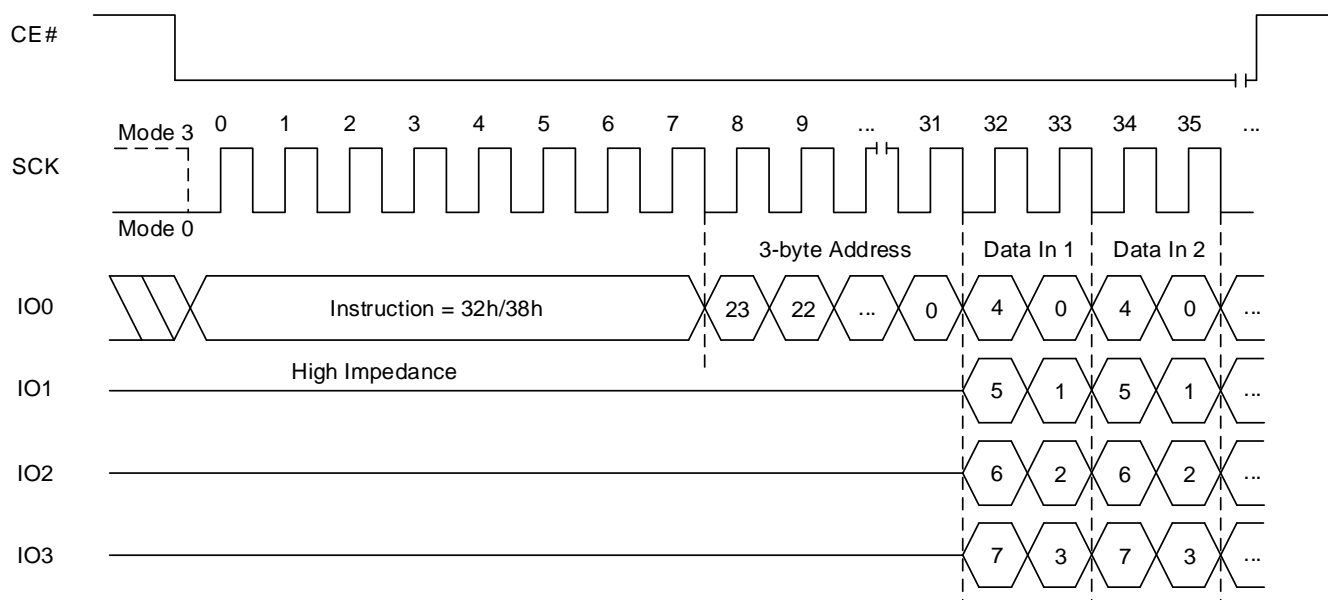 CE#
Mode 3 0 1 2 3 4 5 6 7 8 9 ... 31 32 33 34 35 ...
SCK
Mode 0
3-byte Address Data In 1 Data In 2
IO0 Instruction = 32h/38h 23 22 ... 0 4 0 4 0 ...
High Impedance
IO1 5 1 5 1 ...
IO2 6 2 6 2 ...
IO3 7 3 7 3 ...